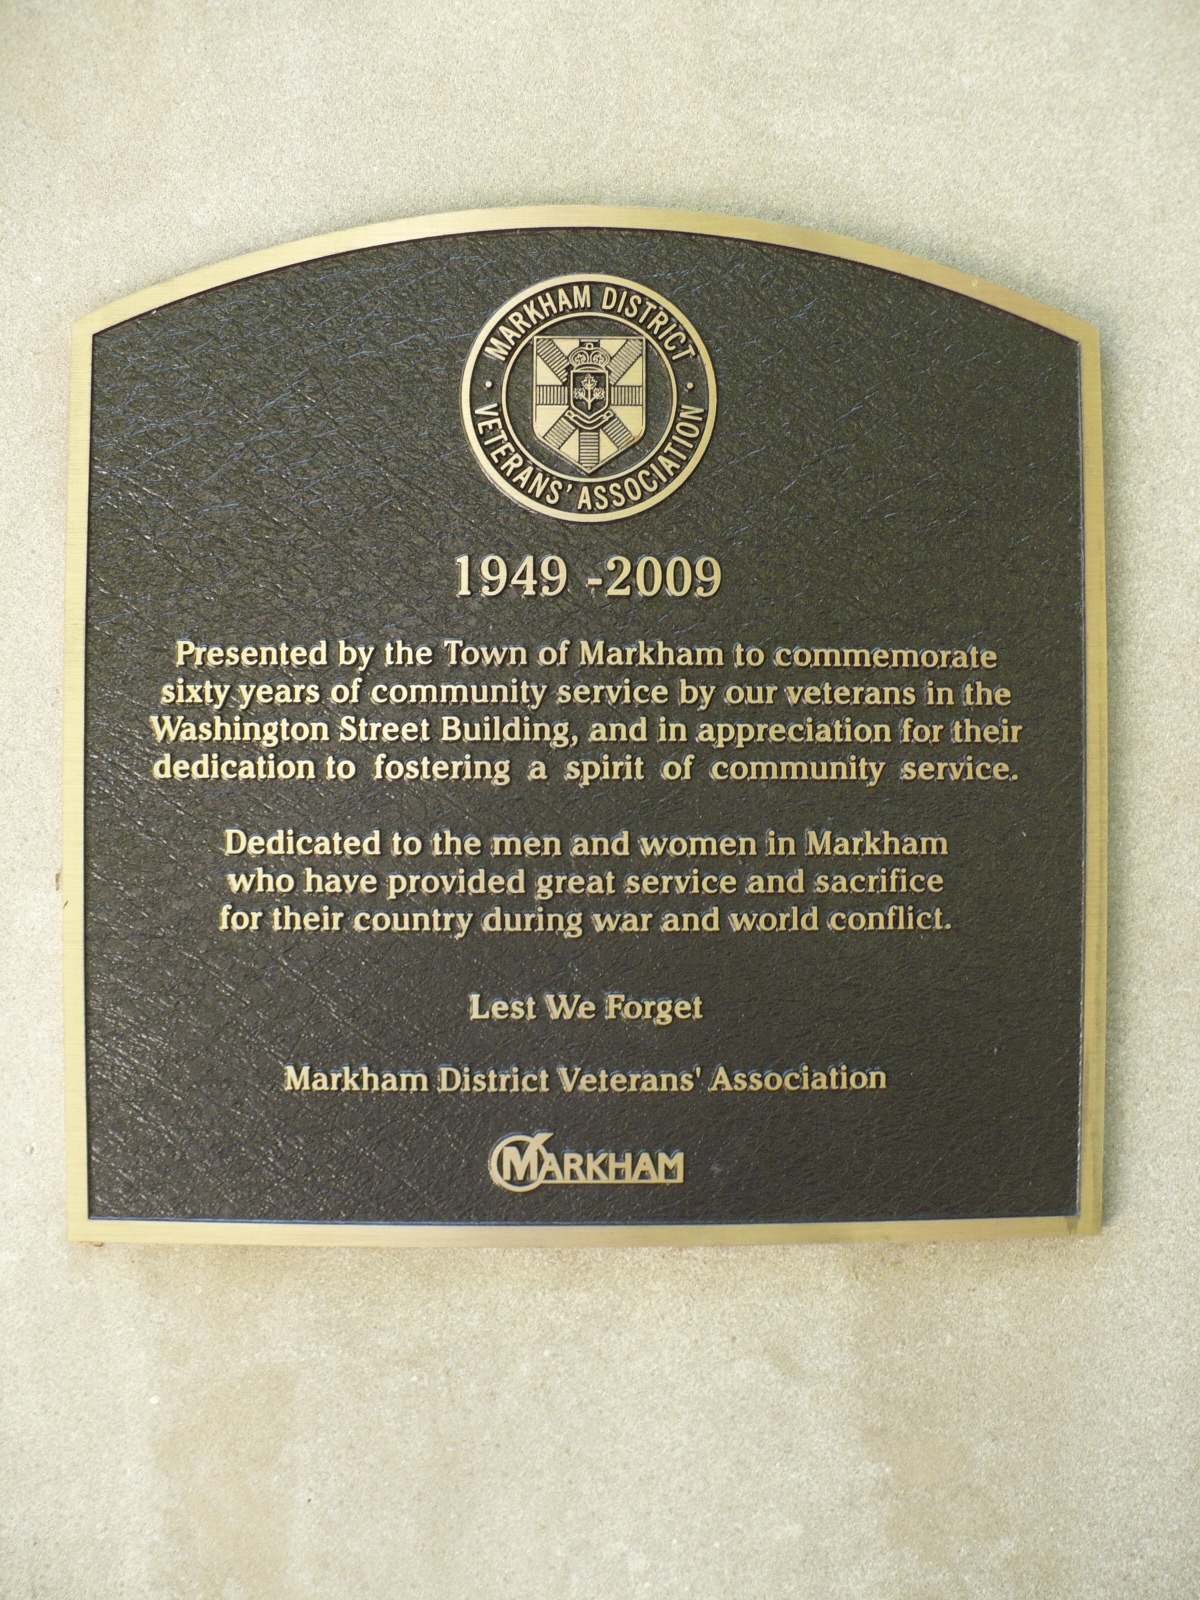 MARKHAM DISTRICT
VETERANS' ASSOCIATION
1949 -2009
Presented by the Town of Markham to commemorate
sixty years of community service by our veterans in the
Washington Street Building, and in appreciation for their
dedication to fostering a spirit of community service.
Dedicated to the men and women in Markham
who have provided great service and sacrifice
for their country during war and world conflict.
Lest We Forget
Markham District Veterans' Association
MARKHAM